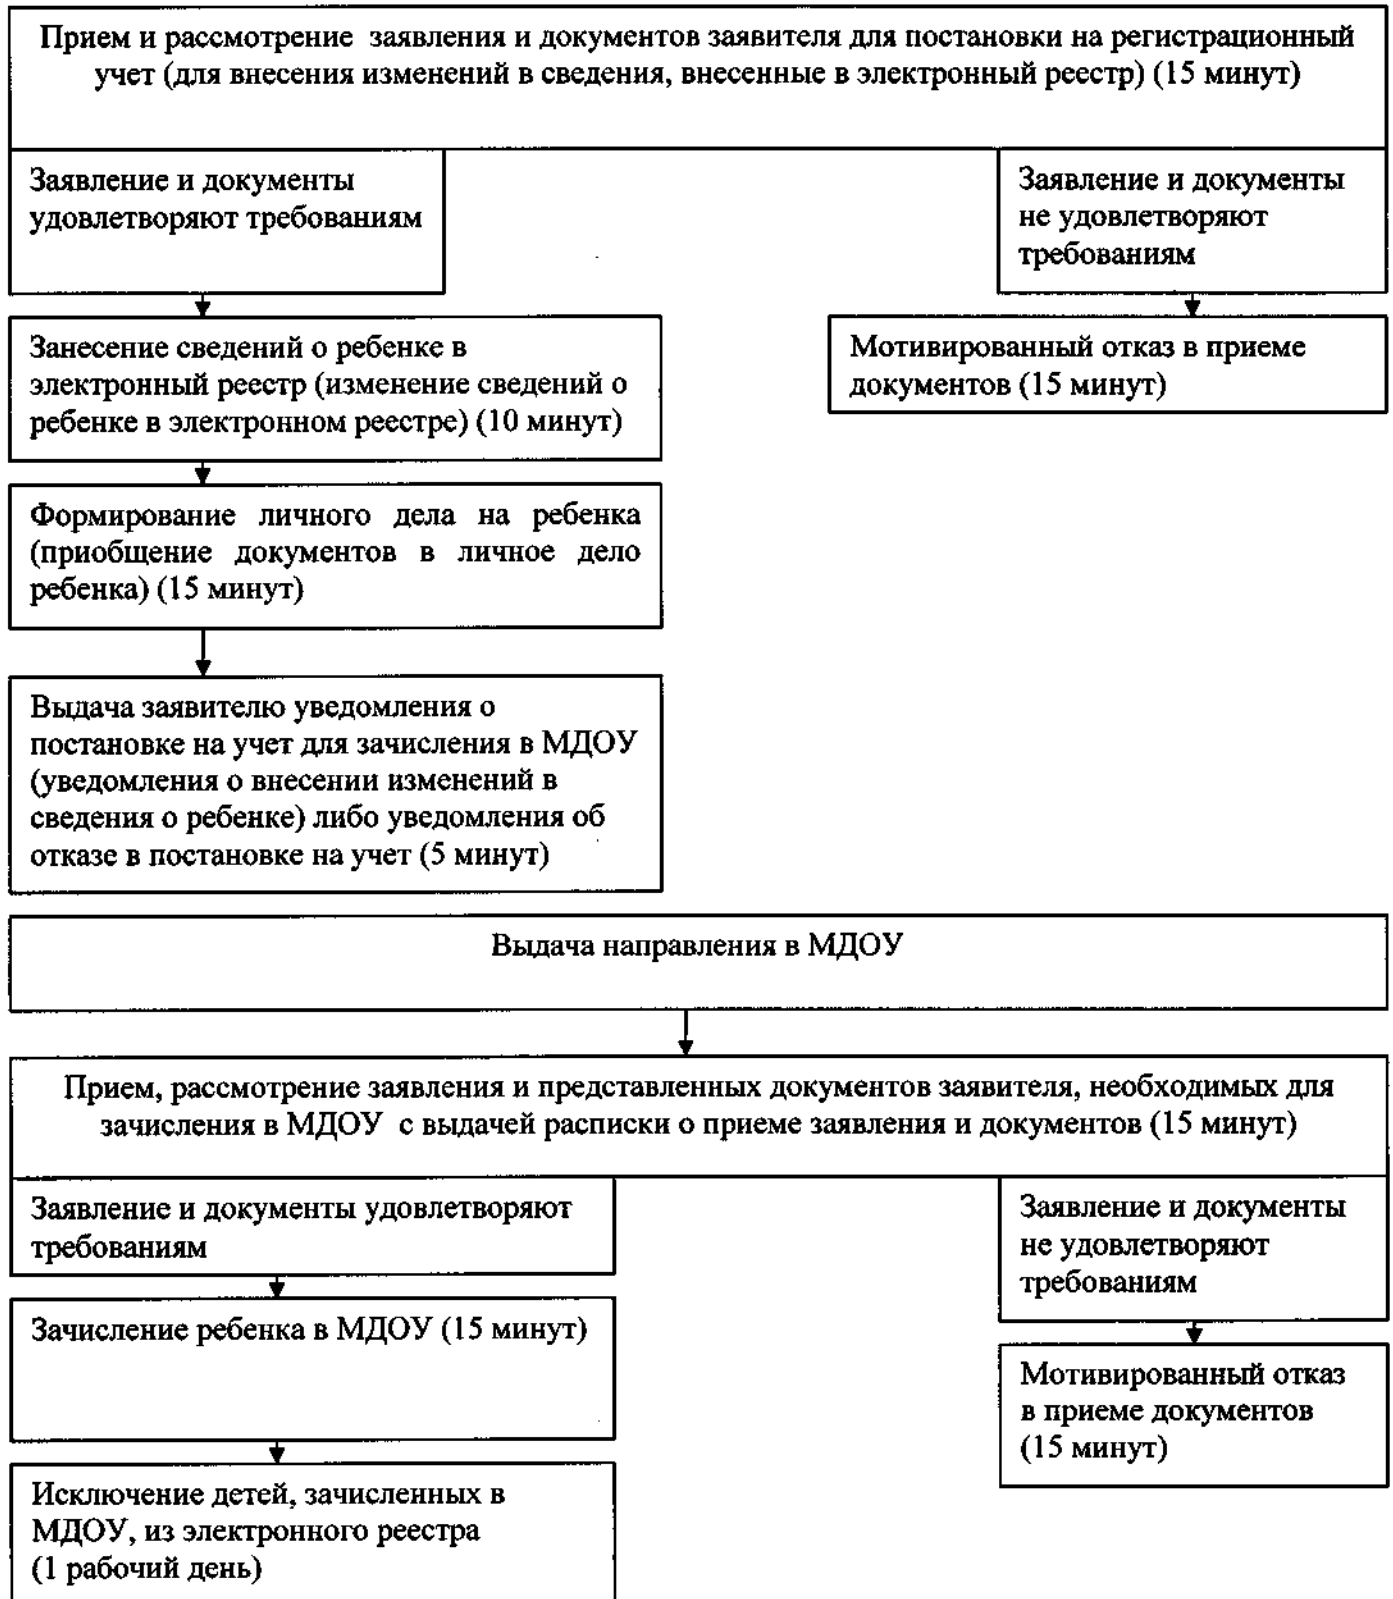 Прием и рассмотрение заявления и документов заявителя для постановки на регистрационный
учет (для внесения изменений в сведения, внесенные в электронный реестр) (15 минут)
Заявление и документы
удовлетворяют требованиям
Заявление и документы
не удовлетворяют
требованиям
Занесение сведений о ребенке в
электронный реестр (изменение сведений о
ребенке в электронном реестре) (10 минут)
Мотивированный отказ в приеме
документов (15 минут)
Формирование личного дела на ребенка
(приобщение документов в личное дело
ребенка) (15 минут)
Выдача заявителю уведомления о
постановке на учет для зачисления в МДОУ
(уведомления о внесении изменений в
сведения о ребенке) либо уведомления об
отказе в постановке на учет (5 минут)
Выдача направления в МДОУ
Прием, рассмотрение заявления и представленных документов заявителя, необходимых для
зачисления в МДОУ с выдачей расписки о приеме заявления и документов (15 минут)
Заявление и документы удовлетворяют
требованиям
Заявление и документы
не удовлетворяют
требованиям
Зачисление ребенка в МДОУ (15 минут)
Мотивированный отказ
в приеме документов
(15 минут)
Исключение детей, зачисленных в
МДОУ, из электронного реестра
(1 рабочий день)